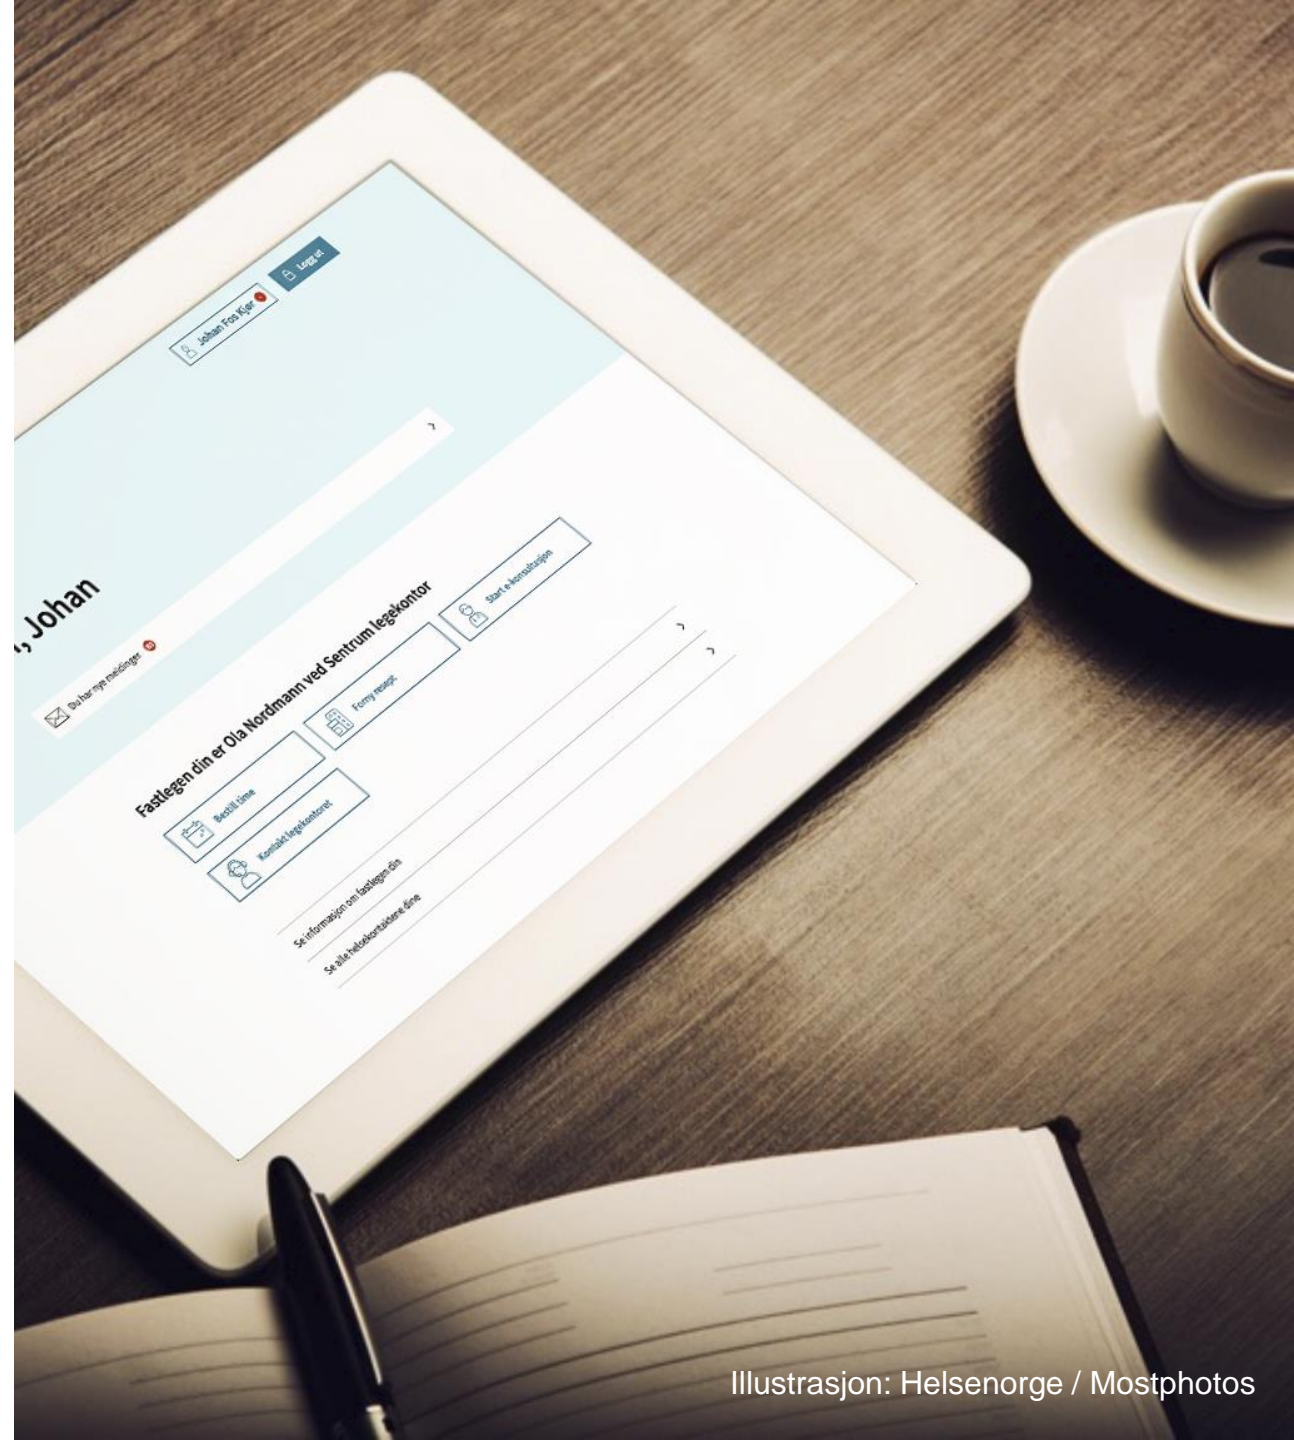 Logg ut
Johan Fos Kjør
, Johan
Du har nye meldinger
Fastlegen din er Ola Nordmann ved Sentrum legekontor
Bestill time
Forny resept
Start e-konsultasjon
Kontakt legekontoret
Se informasjon om fastlegen din
Se alle helsekontaktene dine
Illustrasjon: Helsenorge / Mostphotos